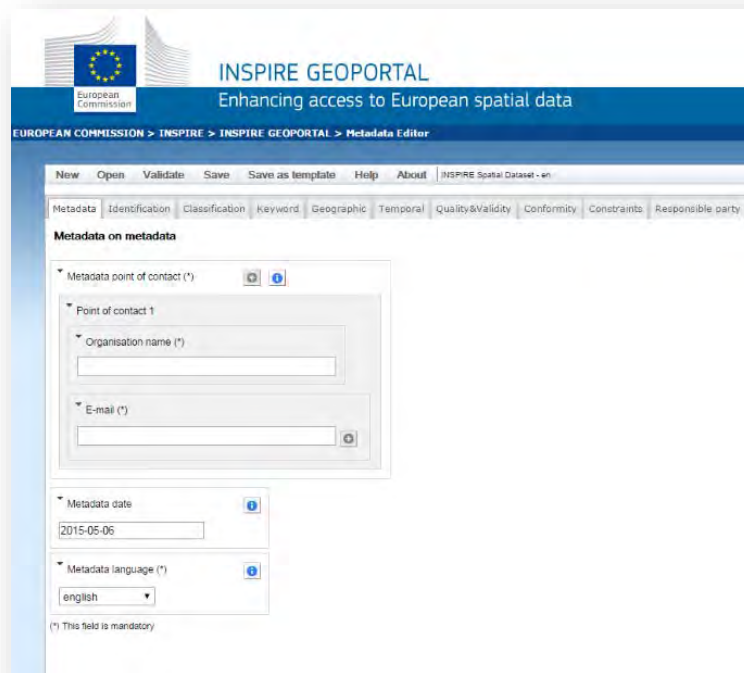 European
Commission
INSPIRE GEOPORTAL
Enhancing access to European spatial data
EUROPEAN COMMISSION > INSPIRE > INSPIRE GEOPORTAL > Metadata Editor
New Open Validate Save Save as template Help About INSPIRE Spatial Dataset - en
Metadata Identification Classification Keyword Geographic Temporal Quality&Validity Conformity Constraints Responsible party
Metadata on metadata
Metadata point of contact (*)
Point of contact 1
Organisation name (*)
E-mail (*)
Metadata date
2015-05-06
Metadata language (*)
english
(*) This field is mandatory